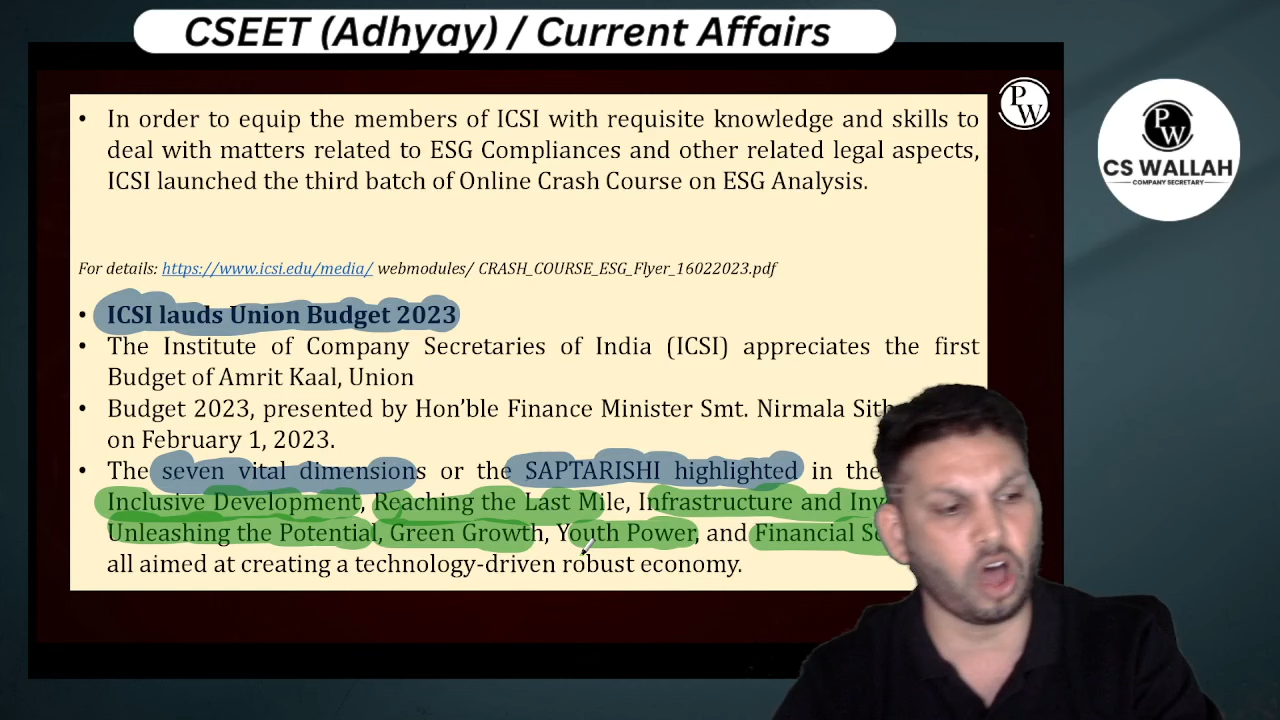 CSEET (Adhyay) / Current Affairs
• In order to equip the members of ICSI with requisite knowledge and skills to
deal with matters related to ESG Compliances and other related legal aspects,
ICSI launched the third batch of Online Crash Course on ESG Analysis.
For details: https://www.icsi.edu/media/ webmodules/ CRASH_COURSE_ESG_Flyer_16022023.pdf
• ICSI lauds Union Budget 2023
• The Institute of Company Secretaries of India (ICSI) appreciates the first
Budget of Amrit Kaal, Union
• Budget 2023, presented by Hon’ble Finance Minister Smt. Nirmala
on February 1, 2023.
• The seven vital dimensions or the SAPTARISHI highlighted in the
Inclusive Development, Reaching the Last Mile, Infrastructure and
Unleashing the Potential, Green Growth, Youth Power, and Financial
all aimed at creating a technology-driven robust economy.
PW
PW
CS WALLAH
COMPANY SECRETARY